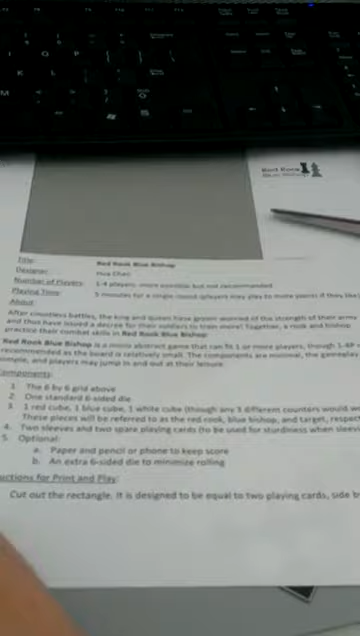 Red Rook
Blue Bishop
Title: Red Rook Blue Bishop
Designer:
Number of Players: 1-4 players, more possible but not recommended
Playing Time: 5 minutes for a single round (players may play to more points if they like
About:
After countless battles, the king and queen have grown worried of the strength of their army
and thus have issued a decree for their soldiers to train more! Together, a rook and bishop
practice their combat skills in Red Rook Blue Bishop
Red Rook Blue Bishop is a micro abstract game that can fit 1 or more players, though 1-4P
recommended as the board is relatively small. The components are minimal, the gameplay
simple, and players may jump in and out at their leisure.
Components:
1. The 6 by 6 grid above
2. One standard 6-sided die
3. 1 red cube, 1 blue cube, 1 white cube (though any 3 different counters would
These pieces will be referred to as the red rook, blue bishop, and target,
4. Two sleeves and two spare playing cards (to be used for sturdiness when
5. Optional:
a. Paper and pencil or phone to keep score
b. An extra 6-sided die to minimize rolling
for Print and Play:
Cut out the rectangle. It is designed to be equal to two playing cards, side